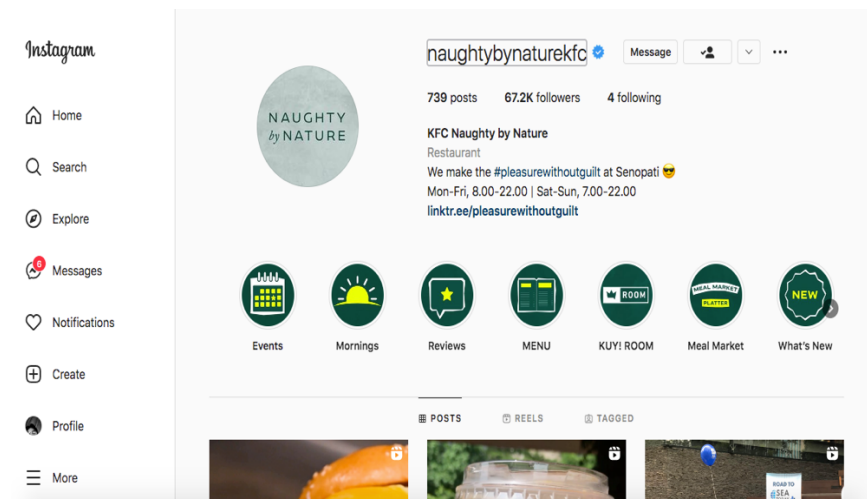 Instagram
Home
Search
Explore
6
Messages
Notifications
Create
Profile
More
NAUGHTY
by NATURE
naughtybynaturekfc
Message
739 posts 67.2K followers 4 following
KFC Naughty by Nature
Restaurant
We make the #pleasurewithoutguilt at Senopati 😎
Mon-Fri, 8.00-22.00 | Sat-Sun, 7.00-22.00
linktr.ee/pleasurewithoutguilt
ROOM
MEAL MARKET
PLATTER
NEW
Events Mornings Reviews MENU KUY! ROOM Meal Market What's New
POSTS REELS TAGGED
ROAD TO
#SEA